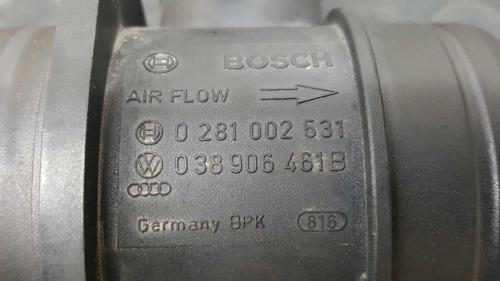 BOSCH
AIR FLOW
0 281 002 531
038 906 461B
Germany BPK 816